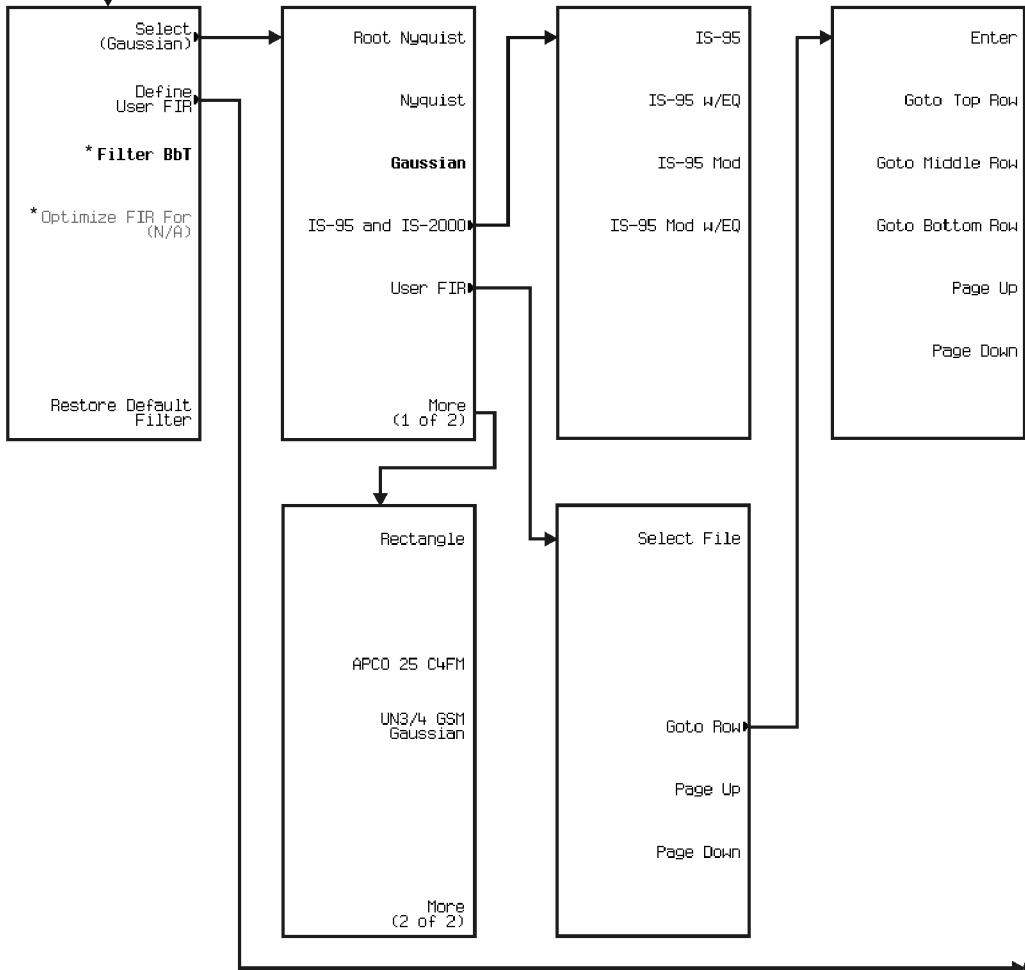 Select
(Gaussian)
Define
User FIR
*Filter BbT
*Optimize FIR For
(N/A)
Restore Default
Filter
Root Nyquist
Nyquist
Gaussian
IS-95 and IS-2000
User FIR
More
(1 of 2)
IS-95
IS-95 w/EQ
IS-95 Mod
IS-95 Mod w/EQ
Enter
Goto Top Row
Goto Middle Row
Goto Bottom Row
Page Up
Page Down
Rectangle
APCO 25 C4FM
UN3/4 GSM
Gaussian
More
(2 of 2)
Select File
Goto Row
Page Up
Page Down